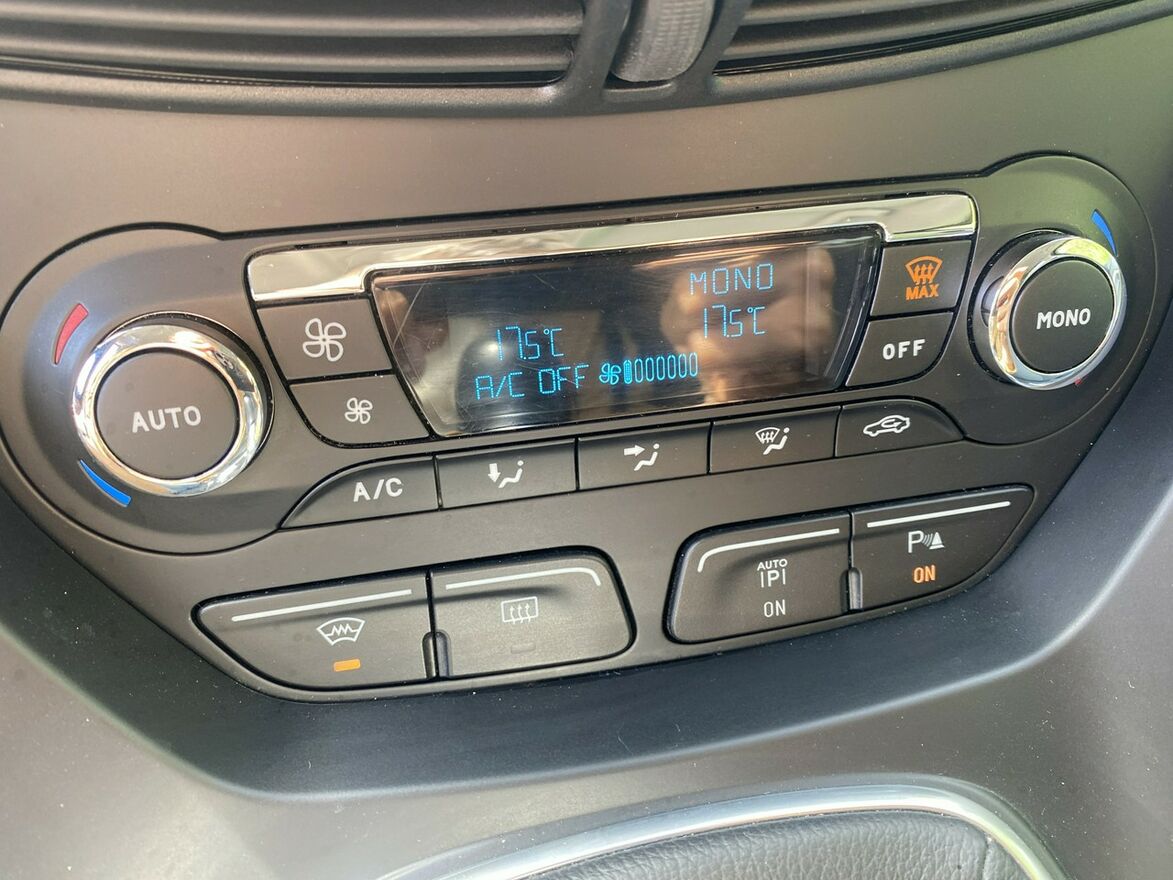 MONO
17.5°C
17.5°C
A/C OFF
MAX
OFF
MONO
AUTO
A/C
AUTO
P
ON
P
ON